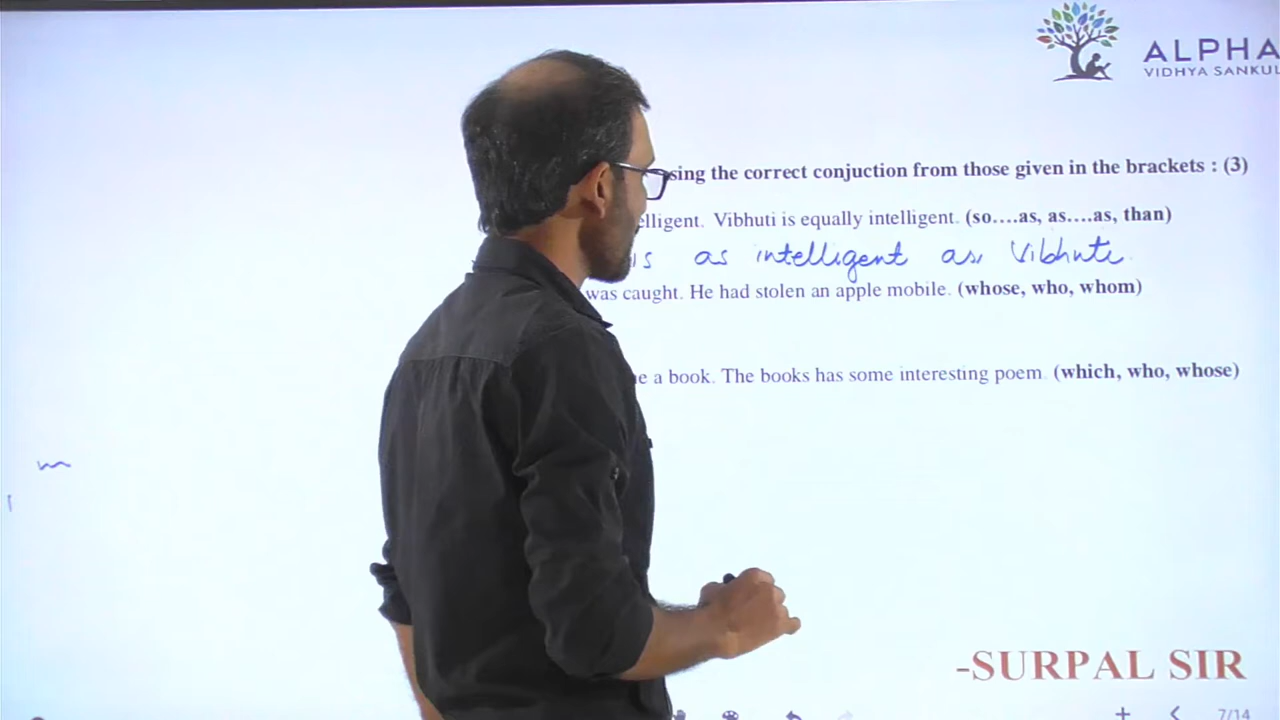 ALPHA
VIDHYA SANKUL
the correct conjuction from those given in the brackets : (3)
Vibhuti is equally intelligent. (so....as, as....as, than)
is as intelligent as Vibhuti.
was caught. He had stolen an apple mobile. (whose, who, whom)
a book. The books has some interesting poem. (which, who, whose)
-SURPAL SIR
7/14